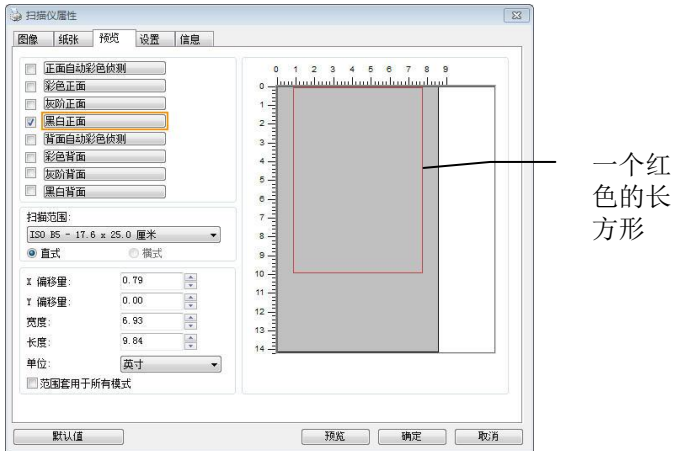 扫描仪属性
图像 纸张 预览 设置 信息
正面自动彩色侦测
彩色正面
灰阶正面
黑白正面
背面自动彩色侦测
彩色背面
灰阶背面
黑白背面
扫描范围:
ISO B5 - 17.6 x 25.0 厘米
直式 横式
X 偏移量: 0.79
Y 偏移量: 0.00
宽度: 6.93
长度: 9.84
单位: 英寸
范围套用于所有模式
0 1 2 3 4 5 6 7 8 9
0
1
2
3
4
5
6
7
8
9
10
11
12
13
14
一个红
色的长
方形
默认值 预览 确定 取消